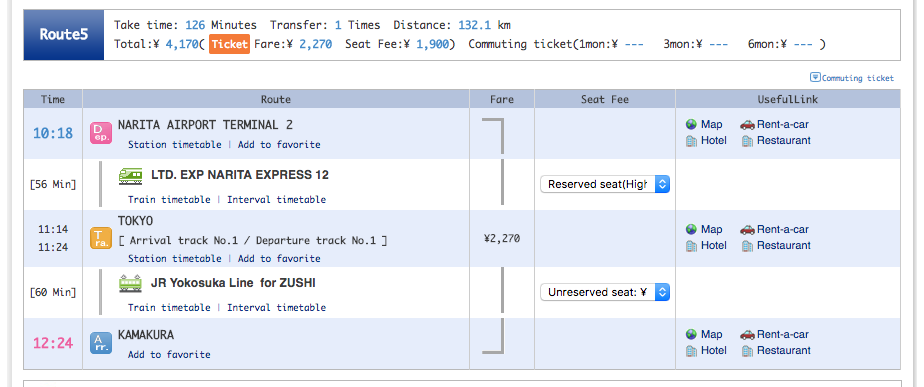 Route5
Take time: 126 Minutes Transfer: 1 Times Distance: 132.1 km
Total:¥ 4,170( Ticket Fare:¥ 2,270 Seat Fee:¥ 1,900) Commuting ticket(1mon:¥ --- 3mon:¥ --- 6mon:¥ --- )
Commuting ticket
Time Route Fare Seat Fee UsefulLink
10:18 Dep. NARITA AIRPORT TERMINAL 2 Map Rent-a-car
Station timetable | Add to favorite Hotel Restaurant
[56 Min] LTD. EXP NARITA EXPRESS 12 Reserved seat(High
Train timetable | Interval timetable
11:14 Tra. TOKYO Map Rent-a-car
11:24 [ Arrival track No.1 / Departure track No.1 ] ¥2,270 Hotel Restaurant
Station timetable | Add to favorite
[60 Min] JR Yokosuka Line for ZUSHI Unreserved seat: ¥
Train timetable | Interval timetable
12:24 Arr. KAMAKURA Map Rent-a-car
Add to favorite Hotel Restaurant